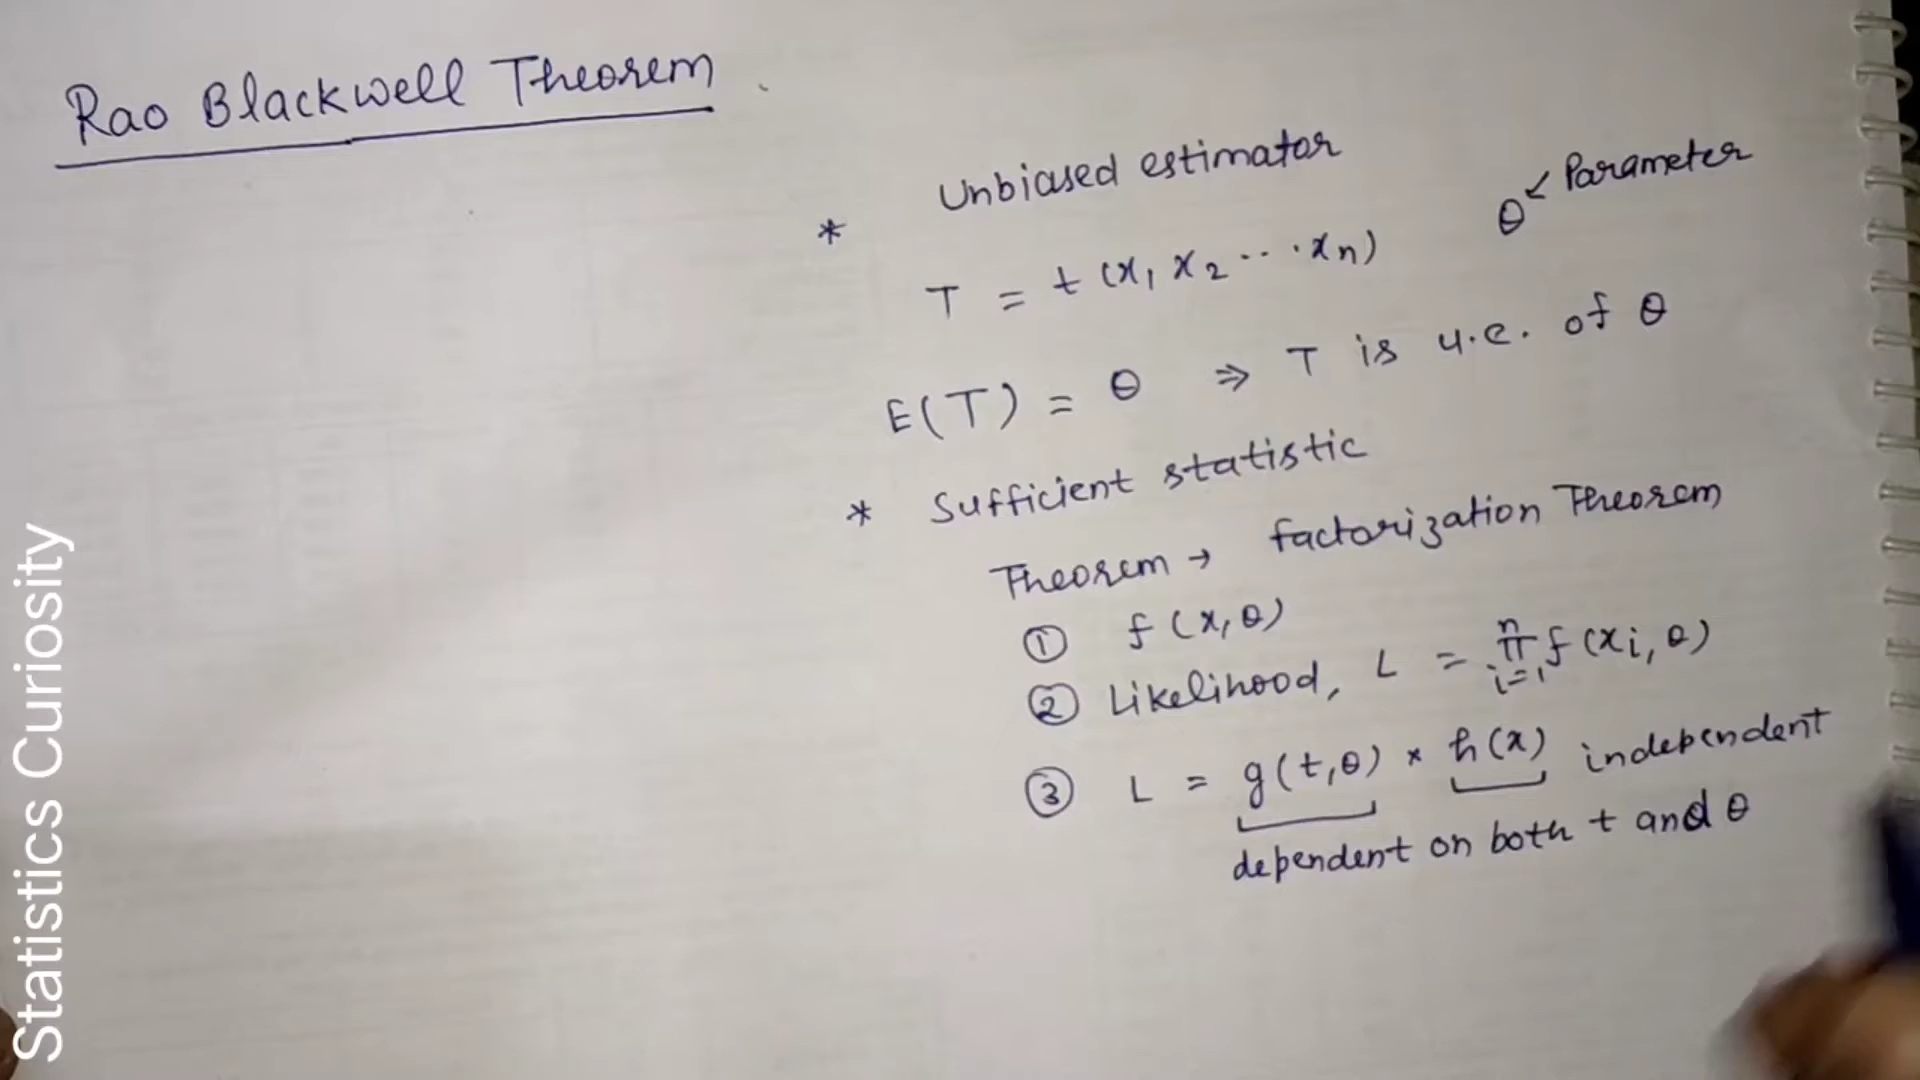 Rao Blackwell Theorem
* Unbiased estimator
θ ↙ Parameter
T = t (x1 x2 ... xn)
E(T) = θ ⇒ T is u.e. of θ
* Sufficient statistic
Theorem → factorization Theorem
① f (x, θ)
② Likelihood, L = n π i=1 f (xi, θ)
③ L = g(t, θ) × h(x) independent
dependent on both t and θ
Statistics Curiosity